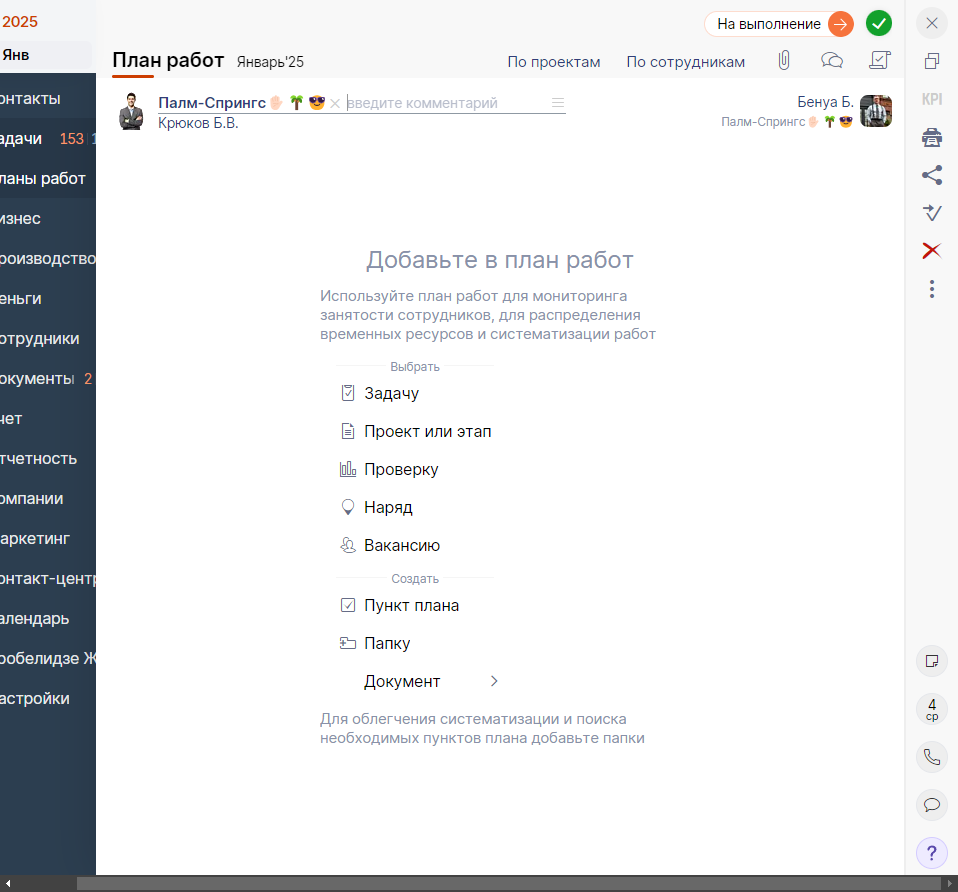 2025
Янв
онтакты
адачи 153
ланы работ
изнес
роизводство
еньги
отрудники
окументы 2
чет
тчетность
омпании
аркетинг
онтакт-центр
алендарь
робелидзе Ж
астройки
На выполнение
План работ Январь'25
По проектам По сотрудникам
Палм-Спрингс введите комментарий
Крюков Б.В.
Бенуа Б.
Палм-Спрингс
Добавьте в план работ
Используйте план работ для мониторинга
занятости сотрудников, для распределения
временных ресурсов и систематизации работ
Выбрать
Задачу
Проект или этап
Проверку
Наряд
Вакансию
Создать
Пункт плана
Папку
Документ
Для облегчения систематизации и поиска
необходимых пунктов плана добавьте папки
KPI
4
ср
?